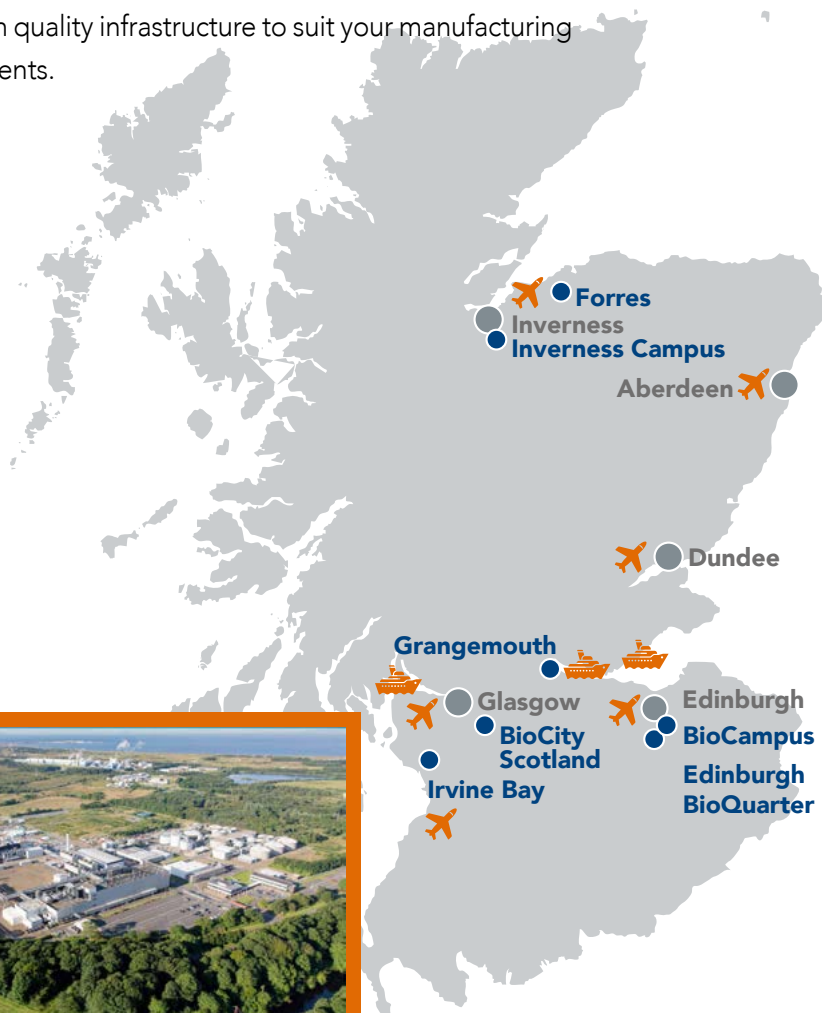 quality infrastructure to suit your manufacturing
Forres
Inverness
Inverness Campus
Aberdeen
Dundee
Grangemouth
Glasgow
Edinburgh
BioCity
Scotland
BioCampus
Irvine Bay
Edinburgh
BioQuarter